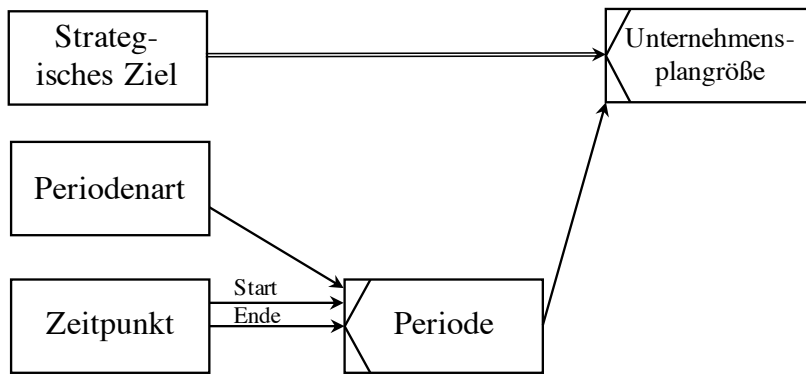 Strateg-
isches Ziel
Unternehmens-
plangröße
Periodenart
Zeitpunkt
Start
Ende
Periode